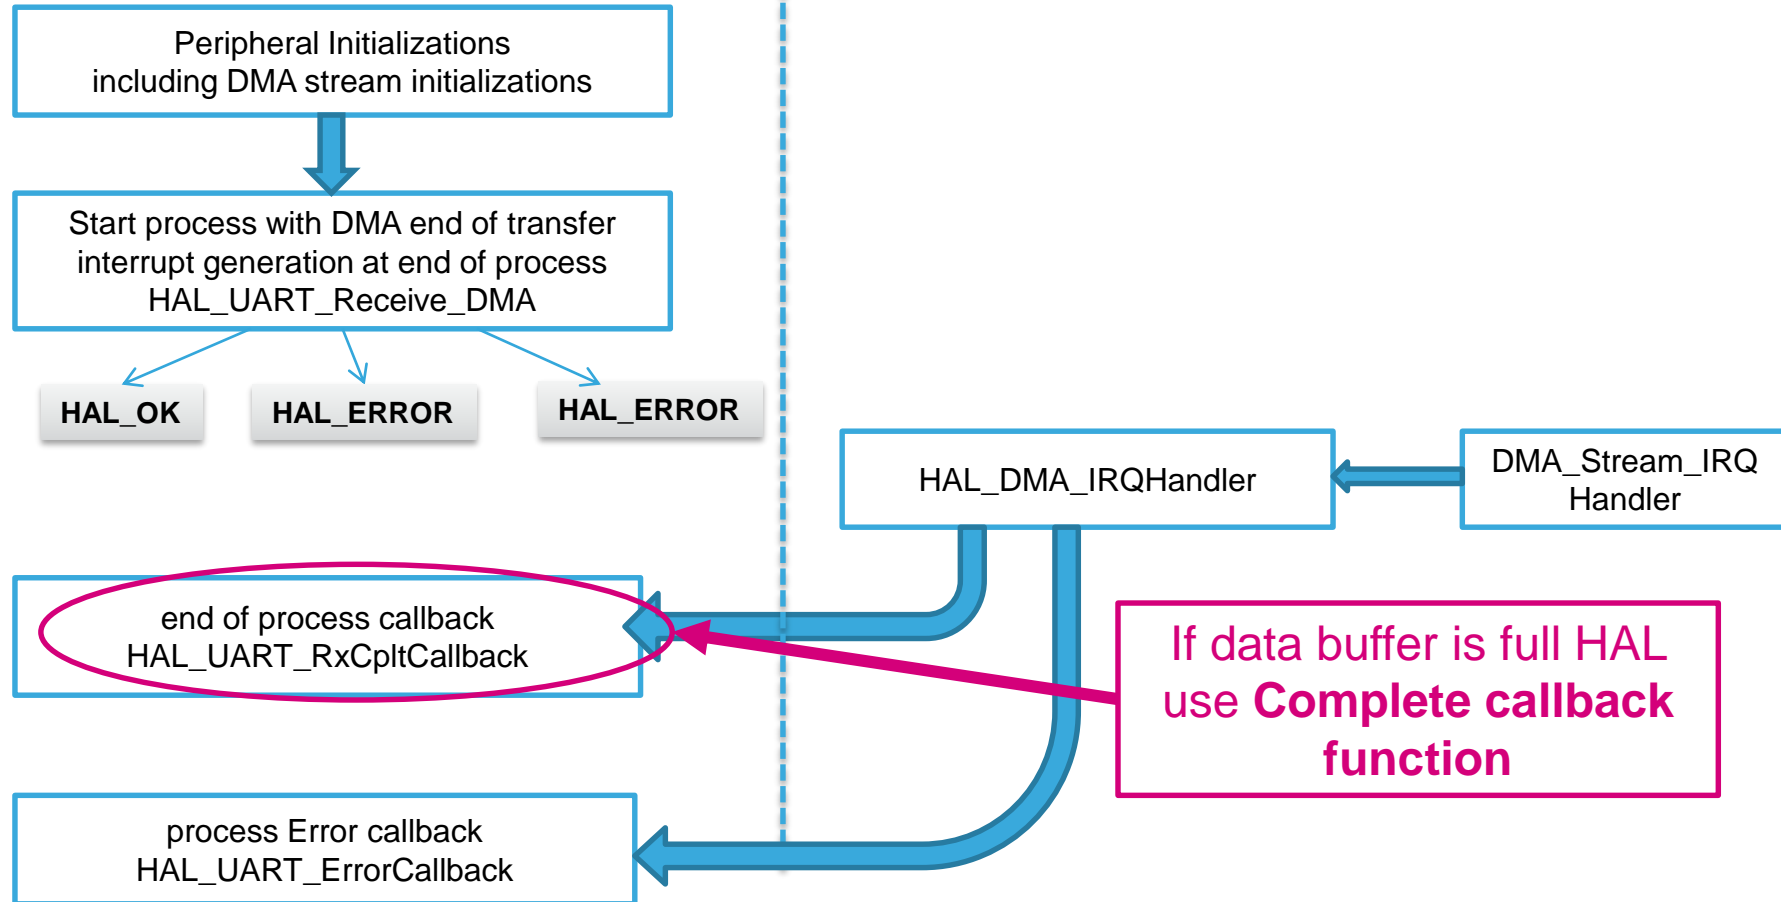 Peripheral Initializations
including DMA stream initializations
Start process with DMA end of transfer
interrupt generation at end of process
HAL_UART_Receive_DMA
HAL_OK
HAL_ERROR
HAL_ERROR
HAL_DMA_IRQHandler
DMA_Stream_IRQ
Handler
end of process callback
HAL_UART_RxCpltCallback
If data buffer is full HAL
use Complete callback
function
process Error callback
HAL_UART_ErrorCallback